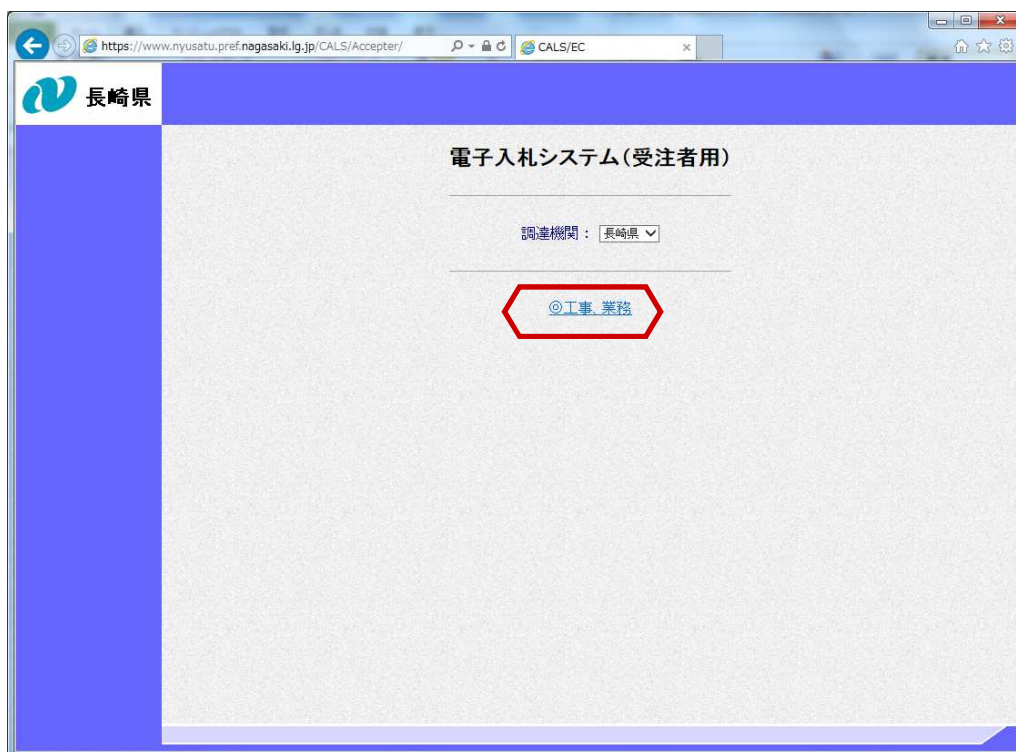 https://www.nyusatu.pref.nagasaki.lg.jp/CALS/Accepter/
CALS/EC
長崎県
電子入札システム(受注者用)
調達機関： 長崎県
◎工事、業務